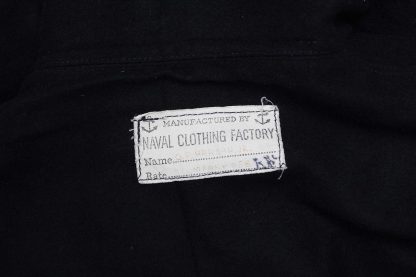 MANUFACTURED BY
NAVAL CLOTHING FACTORY
Name
Rate